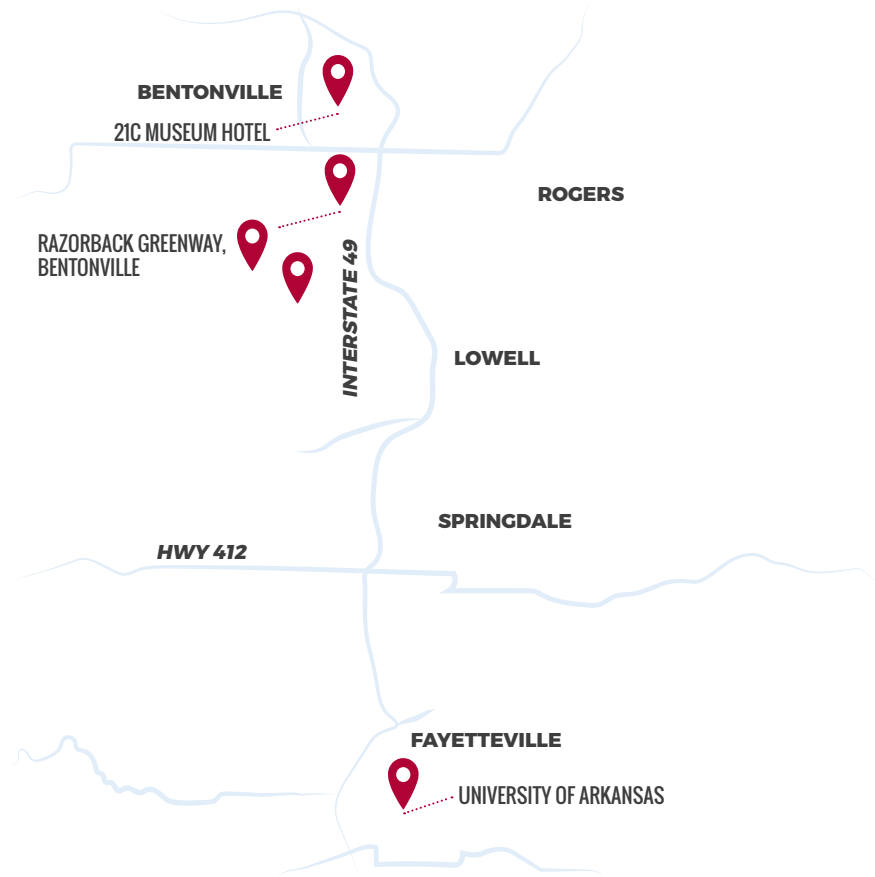 BENTONVILLE
21C MUSEUM HOTEL
ROGERS
RAZORBACK GREENWAY,
BENTONVILLE
INTERSTATE 49
LOWELL
SPRINGDALE
HWY 412
FAYETTEVILLE
UNIVERSITY OF ARKANSAS